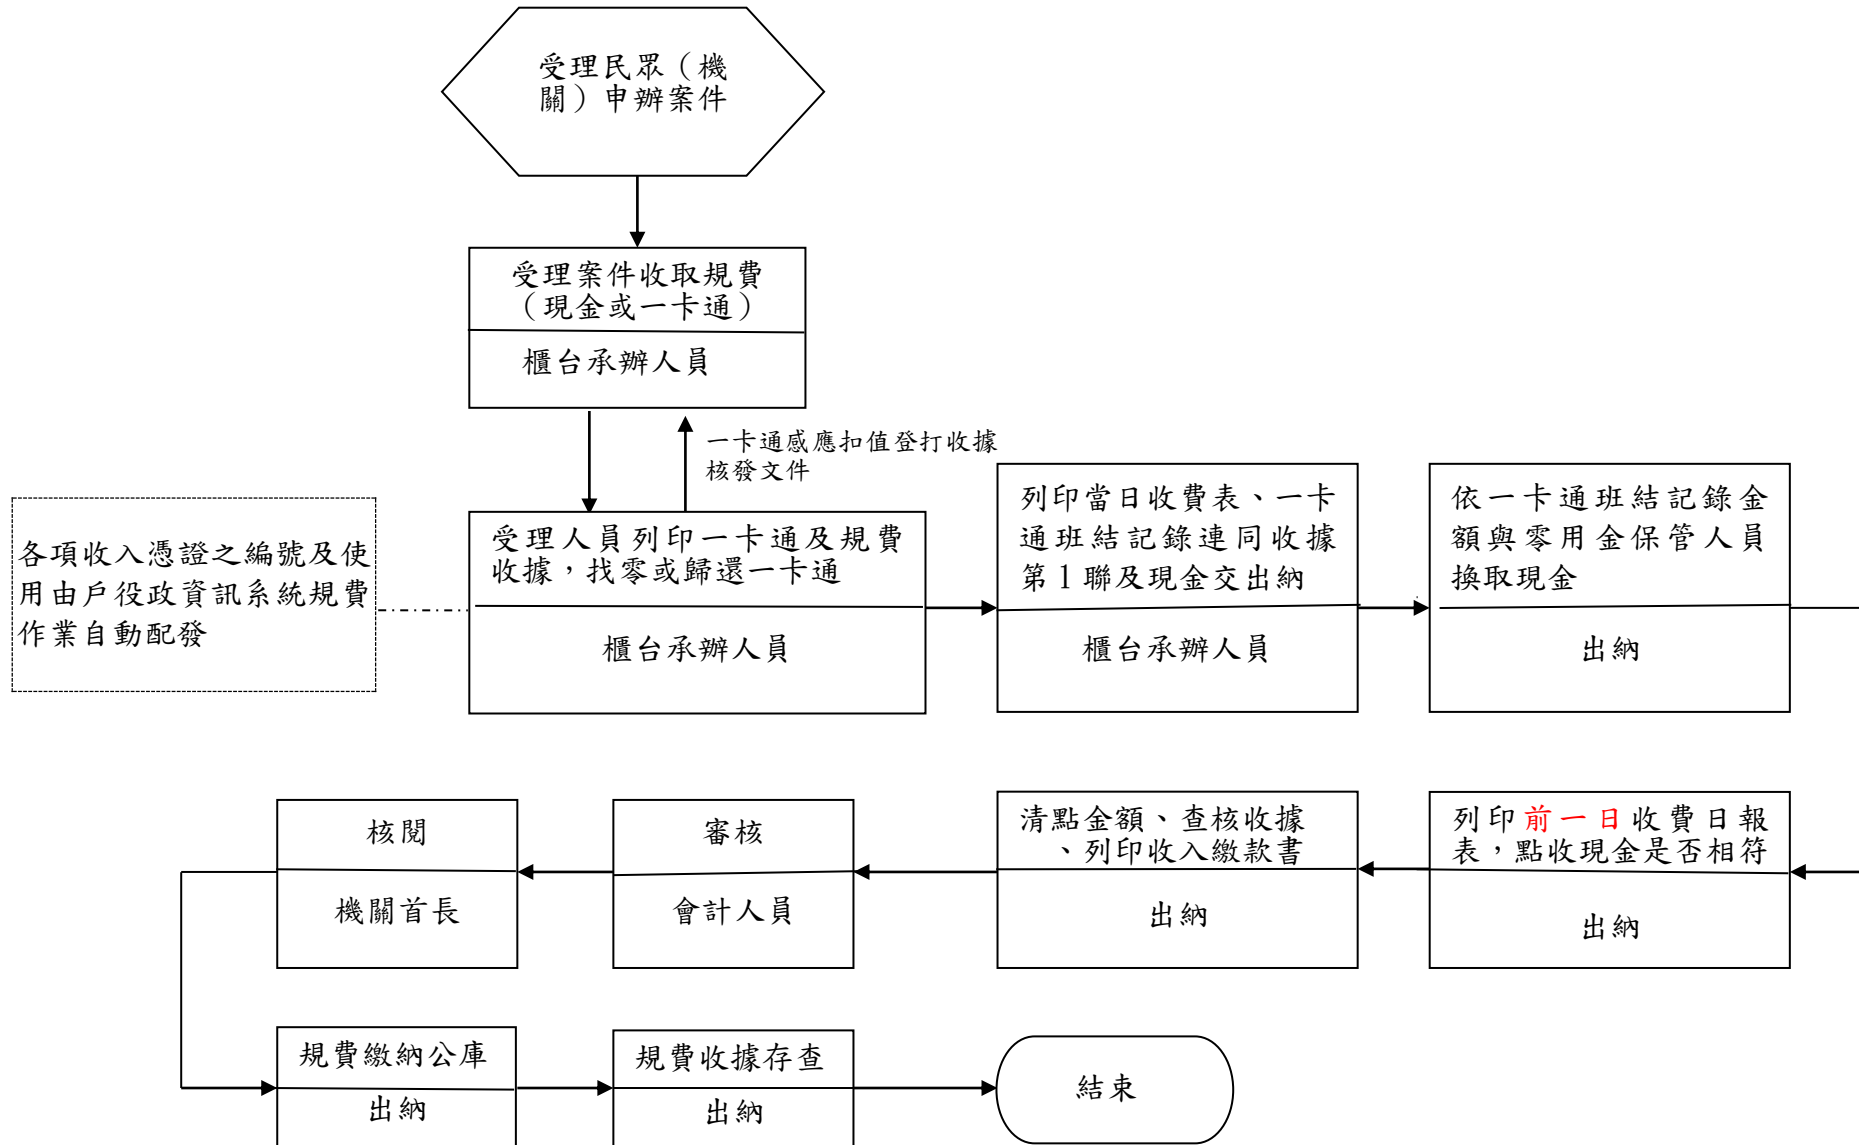 受理民眾（機
關）申辦案件
受理案件收取規費
（現金或一卡通）
櫃台承辦人員
一卡通感應扣值登打收據
核發文件
各項收入憑證之編號及使
用由戶役政資訊系統規費
作業自動配發
受理人員列印一卡通及規費
收據，找零或歸還一卡通
櫃台承辦人員
列印當日收費表、一卡
通班結記錄連同收據
第1聯及現金交出納
櫃台承辦人員
依一卡通班結記錄金
額與零用金保管人員
換取現金
出納
列印前一日收費日報
表，點收現金是否相符
出納
清點金額、查核收據
、列印收入繳款書
出納
審核
會計人員
核閱
機關首長
規費繳納公庫
出納
規費收據存查
出納
結束